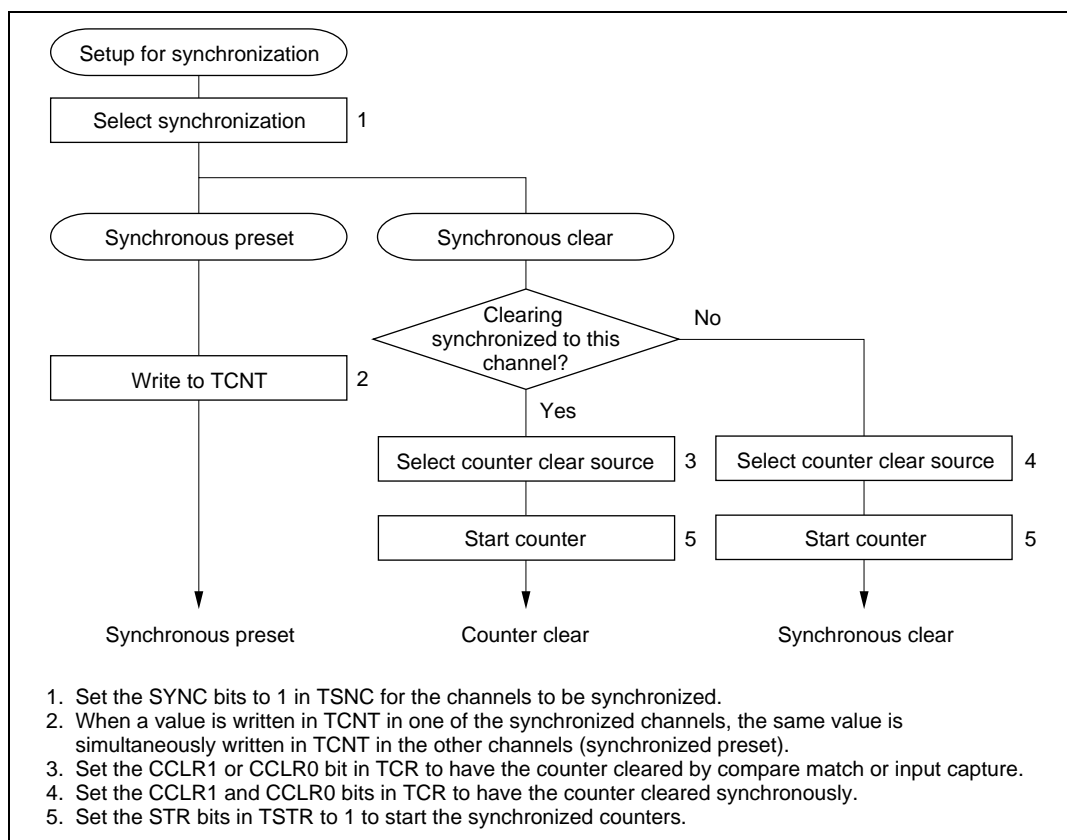 Setup for synchronization
Select synchronization 1
Synchronous preset
Synchronous clear
Clearing
synchronized to this
channel?
No
Write to TCNT 2
Yes
Select counter clear source 3
Select counter clear source 4
Start counter 5
Start counter 5
Synchronous preset
Counter clear
Synchronous clear
1. Set the SYNC bits to 1 in TSNC for the channels to be synchronized.
2. When a value is written in TCNT in one of the synchronized channels, the same value is
simultaneously written in TCNT in the other channels (synchronized preset).
3. Set the CCLR1 or CCLR0 bit in TCR to have the counter cleared by compare match or input capture.
4. Set the CCLR1 and CCLR0 bits in TCR to have the counter cleared synchronously.
5. Set the STR bits in TSTR to 1 to start the synchronized counters.